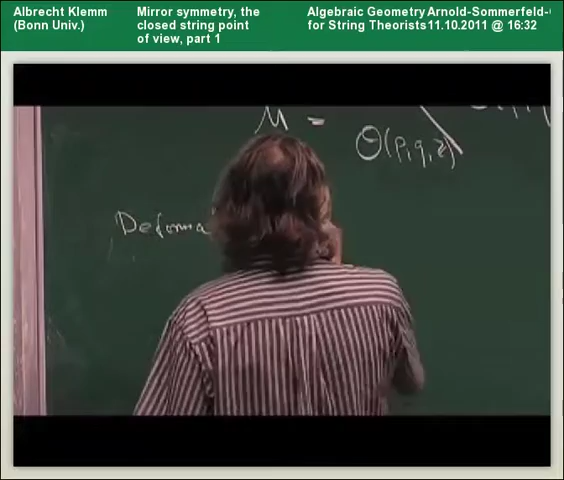 Albrecht Klemm
(Bonn Univ.)
Mirror symmetry, the
closed string point
of view, part 1
Algebraic Geometry
for String Theorists
Arnold-Sommerfeld-
11.10.2011 @ 16:32
M =
O(p,q,z)
Deforma